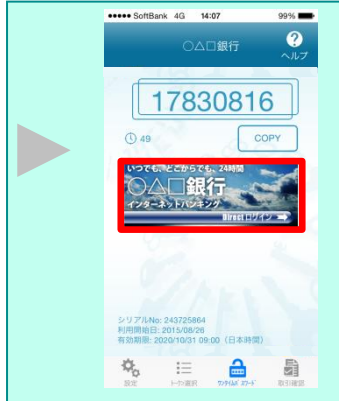 ●●●●● SoftBank 4G 14:07 99%
○△□銀行
?
ヘルプ
17830816
49
COPY
いつでも、どこからでも、24時間
○△□銀行
インターネットバンキング
Directログイン
シリアルNo: 243725864
利用開始日: 2015/08/26
有効期限: 2020/10/31 09:00（日本時間）
設定
トークン選択
ワンタイムパスワード
取引確認